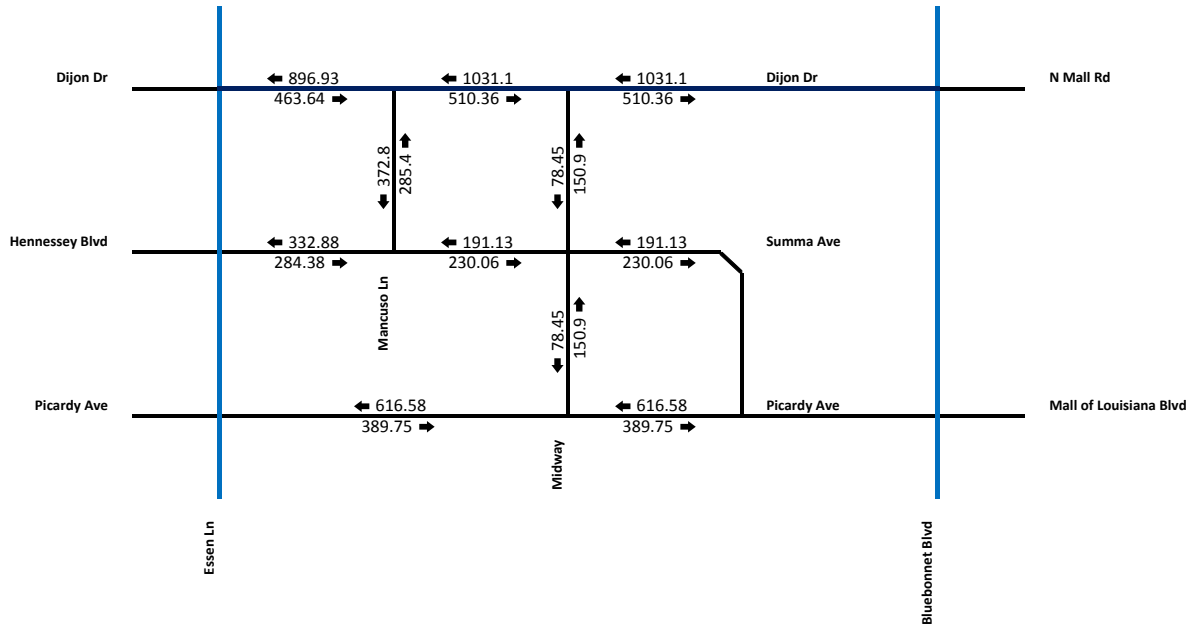 896.93
1031.1
1031.1
Dijon Dr
Dijon Dr
N Mall Rd
463.64
510.36
510.36
372.8
285.4
78.45
150.9
Hennessey Blvd
332.88
191.13
191.13
Summa Ave
284.38
230.06
230.06
Mancuso Ln
78.45
150.9
Picardy Ave
616.58
616.58
Picardy Ave
Mall of Louisiana Blvd
389.75
389.75
Midway
Essen Ln
Bluebonnet Blvd